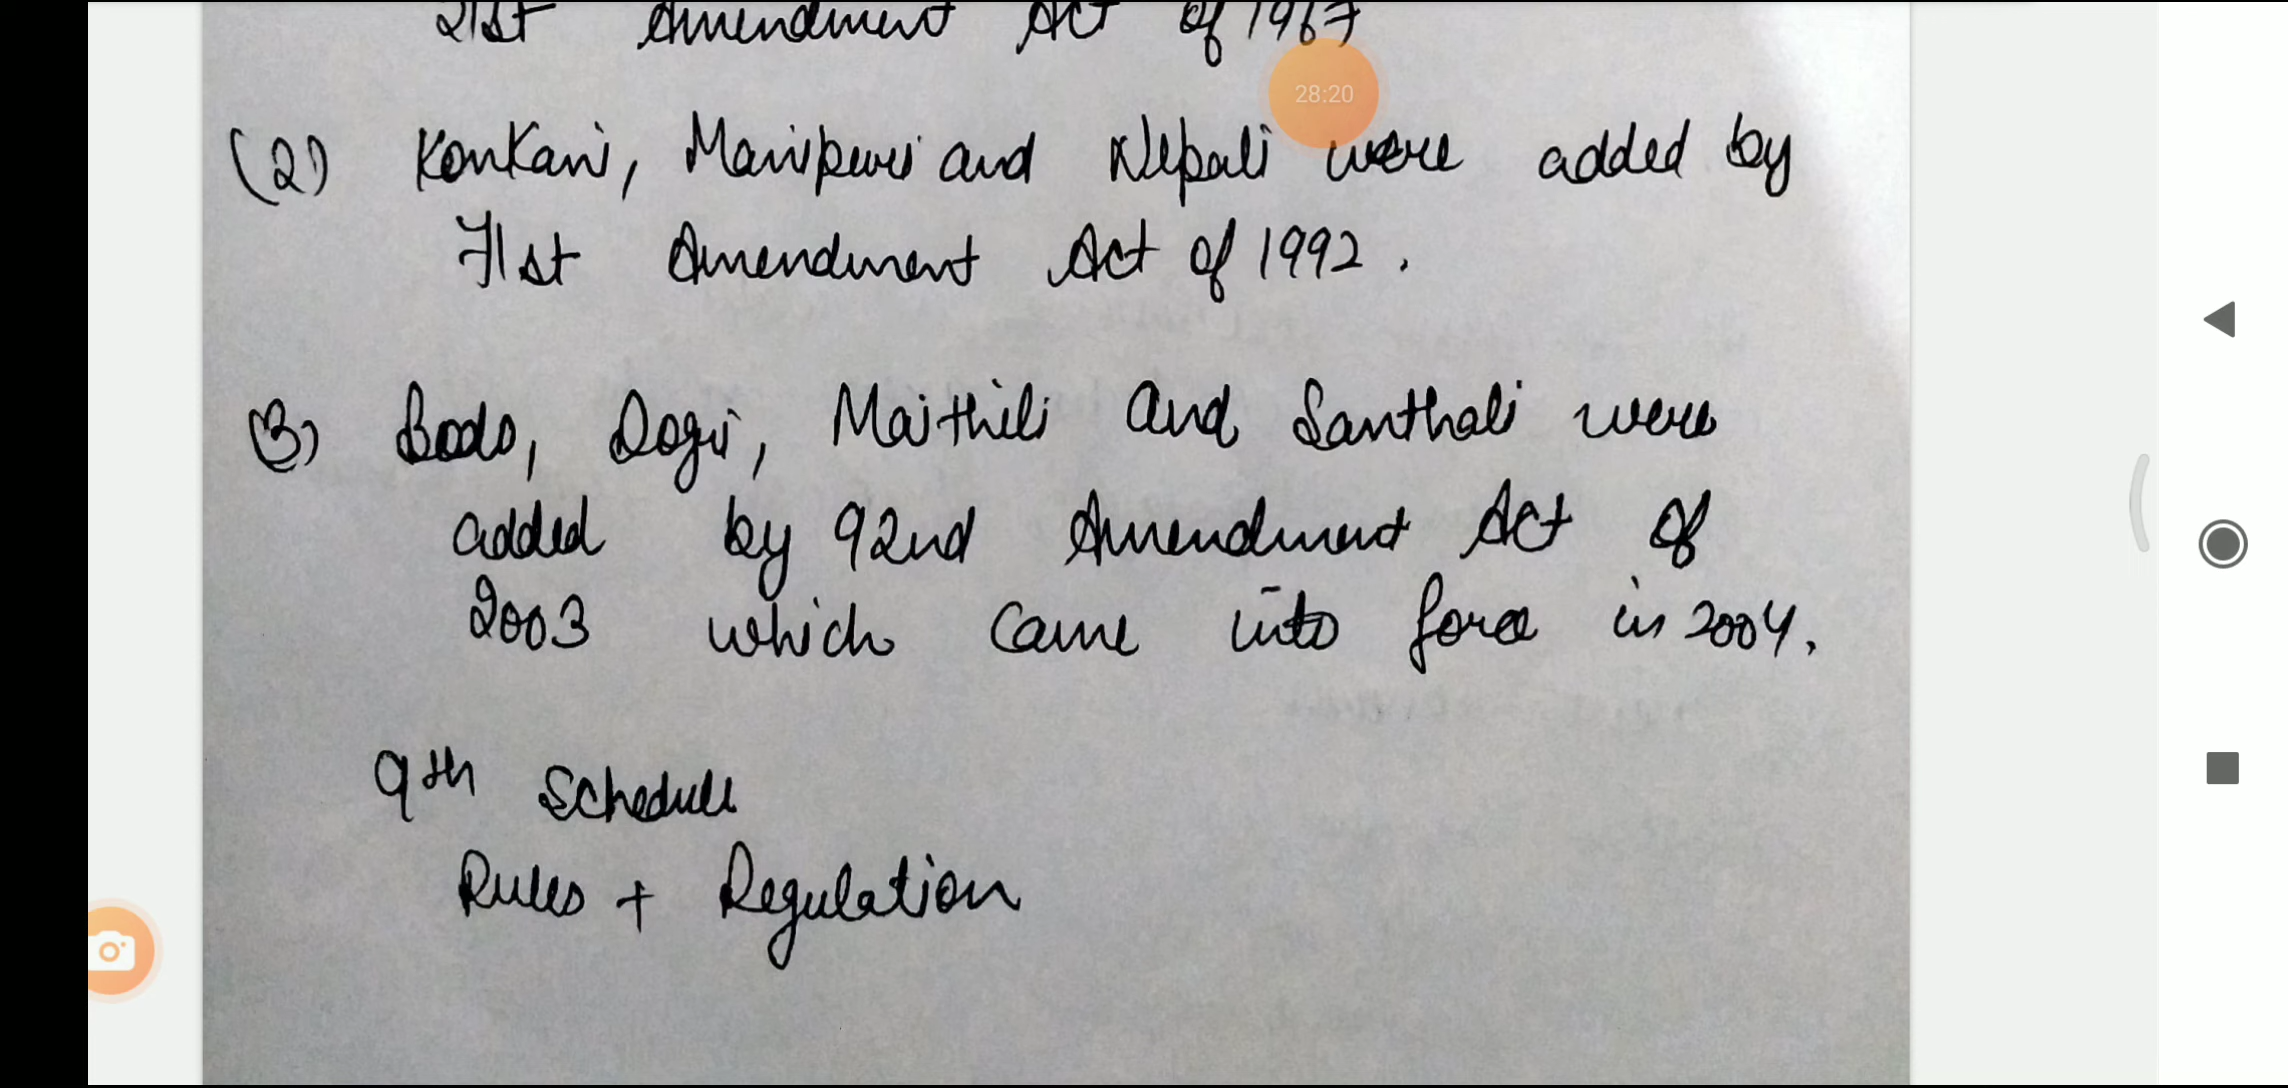 21st Amendment Act of 1967
28:20
(2) Konkani, Manipuri and Nepali were added by
71st Amendment Act of 1992.
(3) Bodo, Dogri, Maithili and Santhali were
added by 92nd Amendment Act of
2003 which came into force in 2004.
9th Schedule
Rules + Regulation